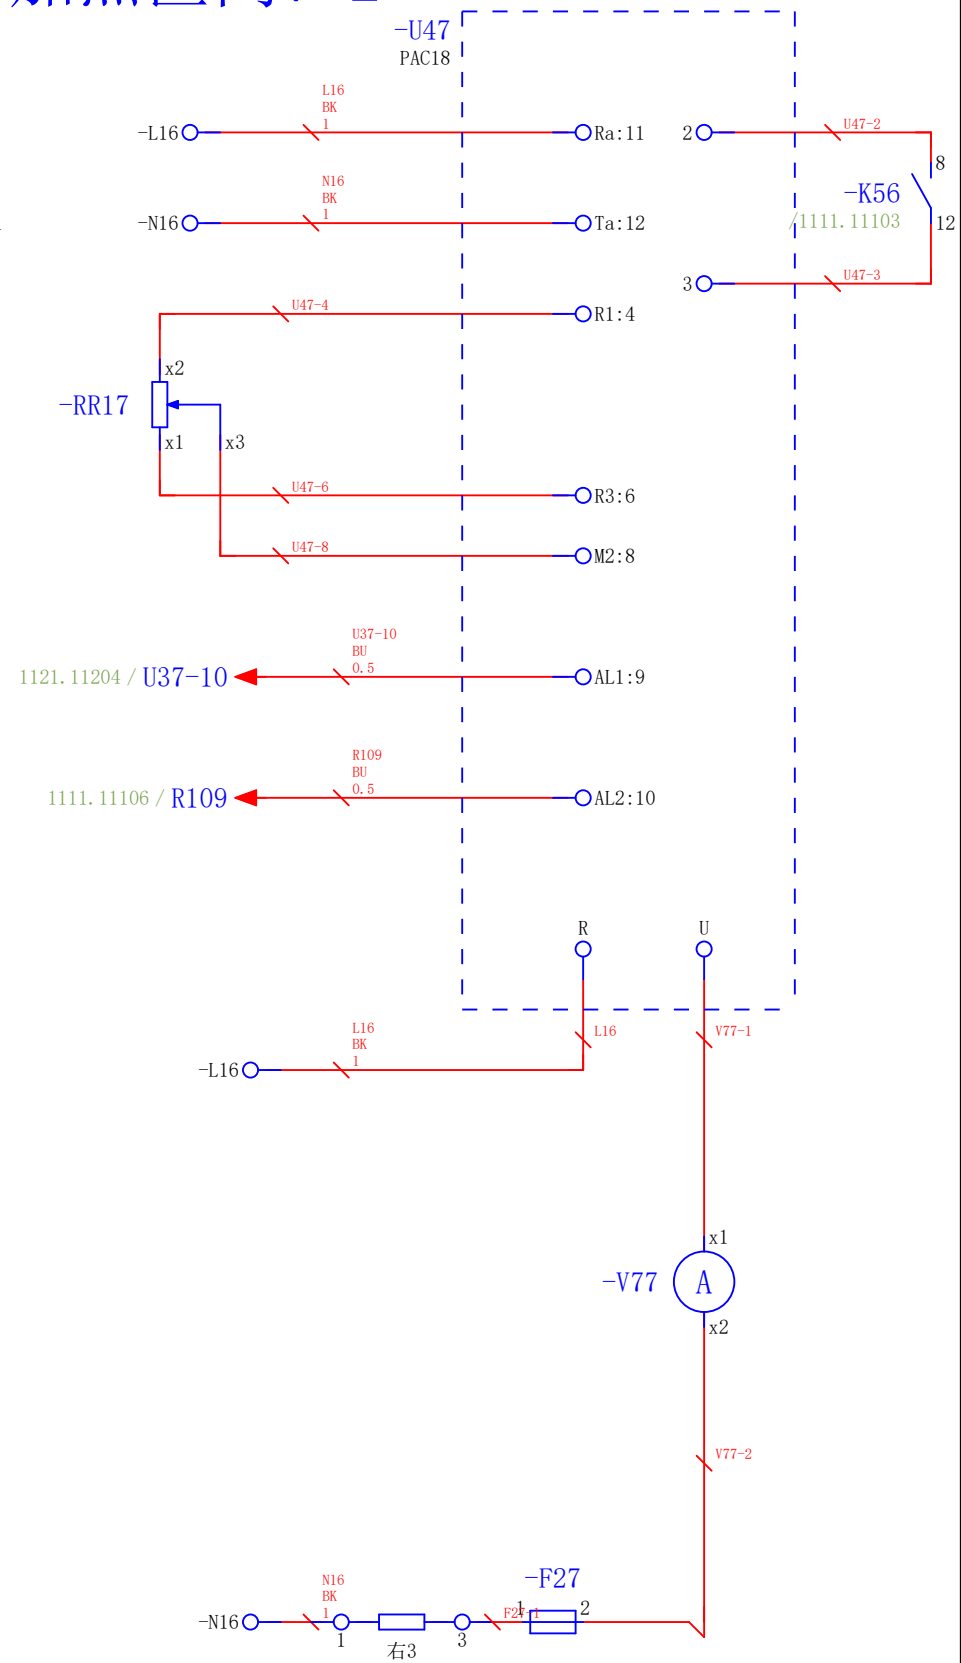 -U47
PAC18
L16
BK
1
-L16
Ra:11
2
U47-2
8
N16
BK
1
-N16
Ta:12
-K56
/1111.11103
12
3
U47-3
U47-4
R1:4
x2
-RR17
x1
x3
U47-6
R3:6
U47-8
M2:8
U37-10
BU
0.5
1121.11204 / U37-10
AL1:9
R109
BU
0.5
1111.11106 / R109
AL2:10
R
U
L16
BK
1
L16
V77-1
-L16
x1
-V77
A
x2
V77-2
N16
BK
1
-F27
-N16
F27-1
1
2
1
3
右3